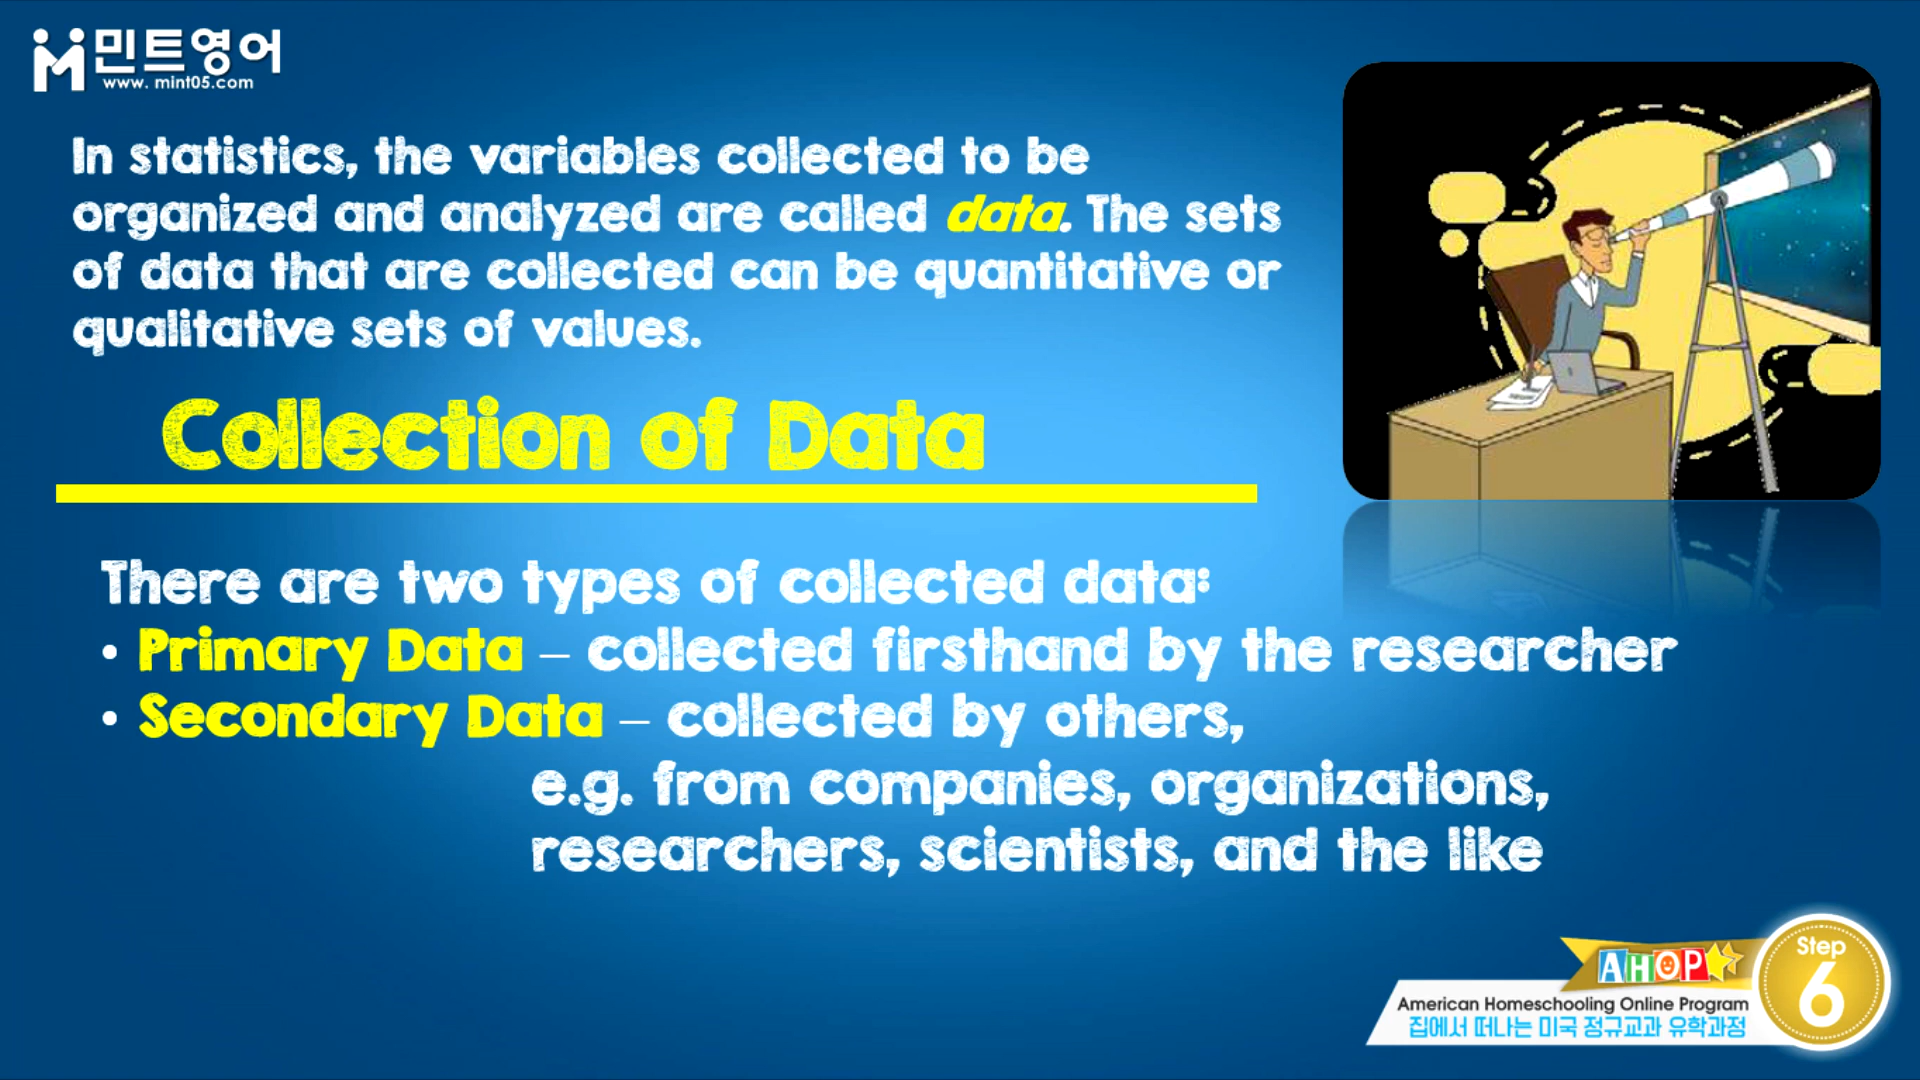 민트영어
www. mint05.com
In statistics, the variables collected to be
organized and analyzed are called data. The sets
of data that are collected can be quantitative or
qualitative sets of values.
Collection of Data
There are two types of collected data:
• Primary Data – collected firsthand by the researcher
• Secondary Data – collected by others,
e.g. from companies, organizations,
researchers, scientists, and the like
AHOP
Step
6
American Homeschooling Online Program
집에서 떠나는 미국 정규교과 유학과정